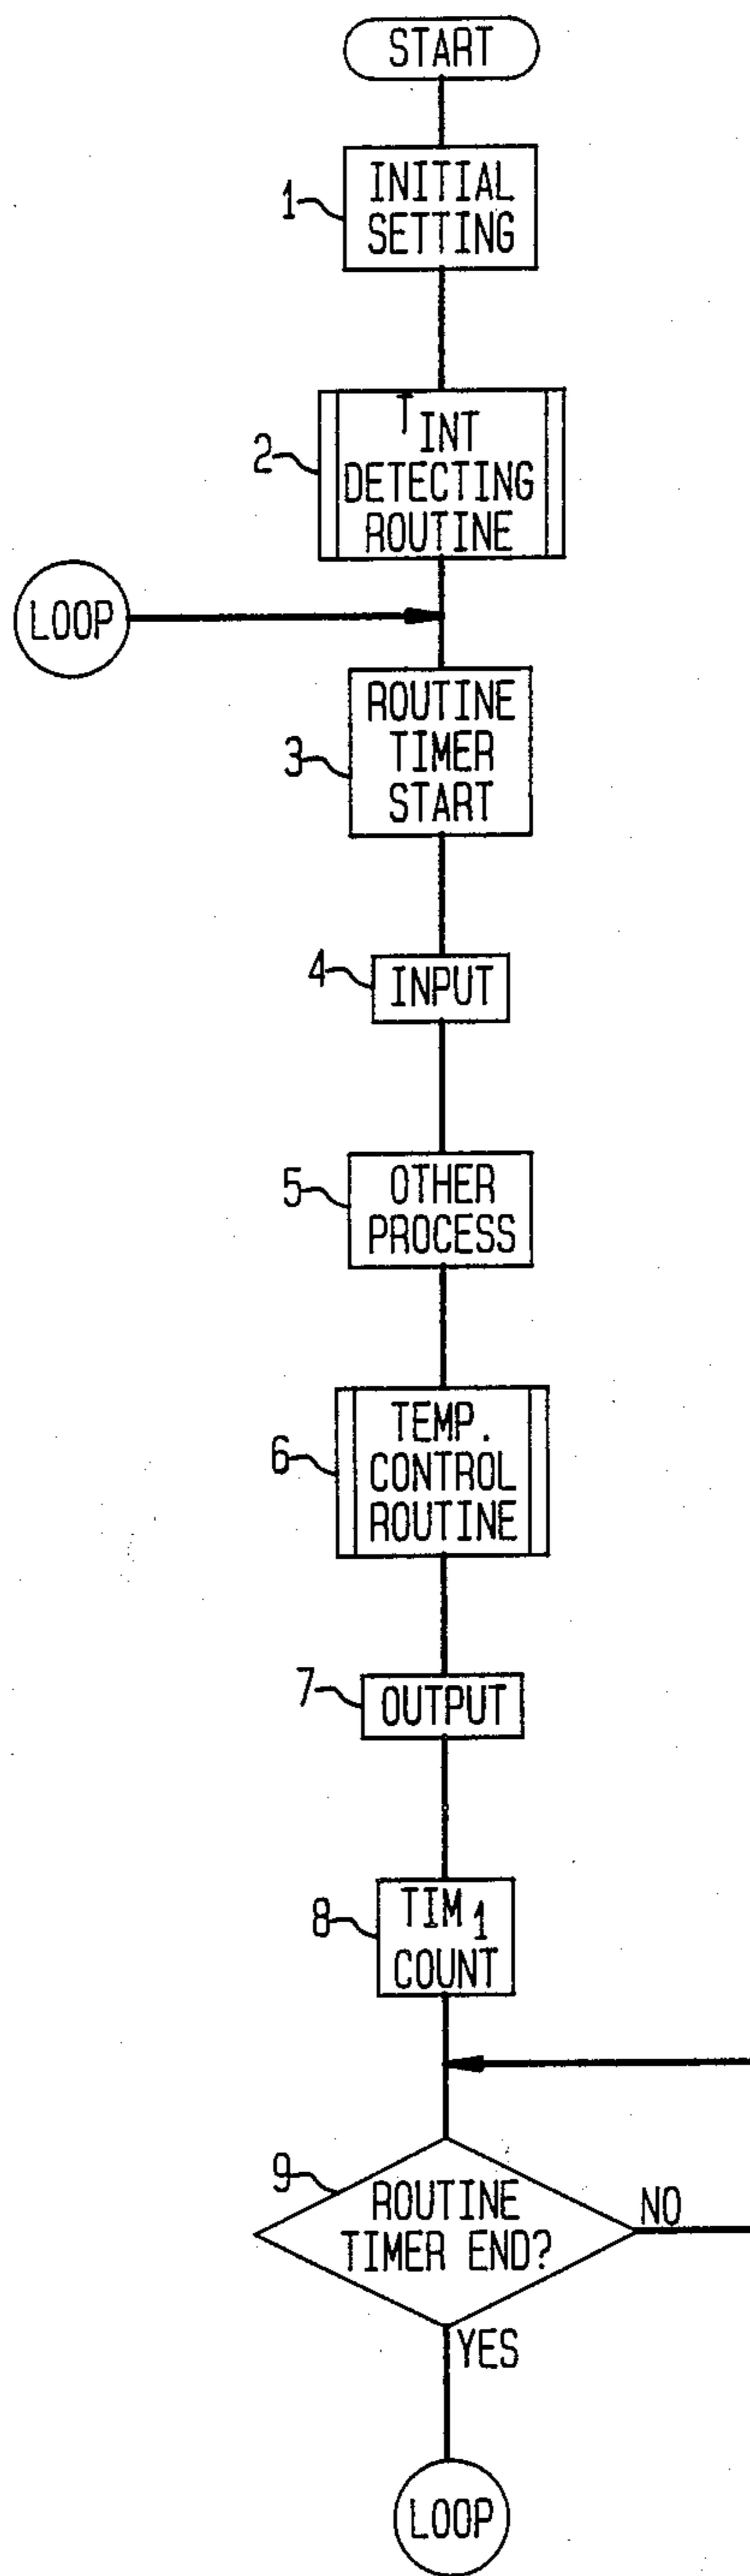 START
1
INITIAL
SETTING
2
T INT
DETECTING
ROUTINE
LOOP
3
ROUTINE
TIMER
START
4
INPUT
5
OTHER
PROCESS
6
TEMP.
CONTROL
ROUTINE
7
OUTPUT
8
TIM 1
COUNT
9
ROUTINE
TIMER END?
NO
YES
LOOP